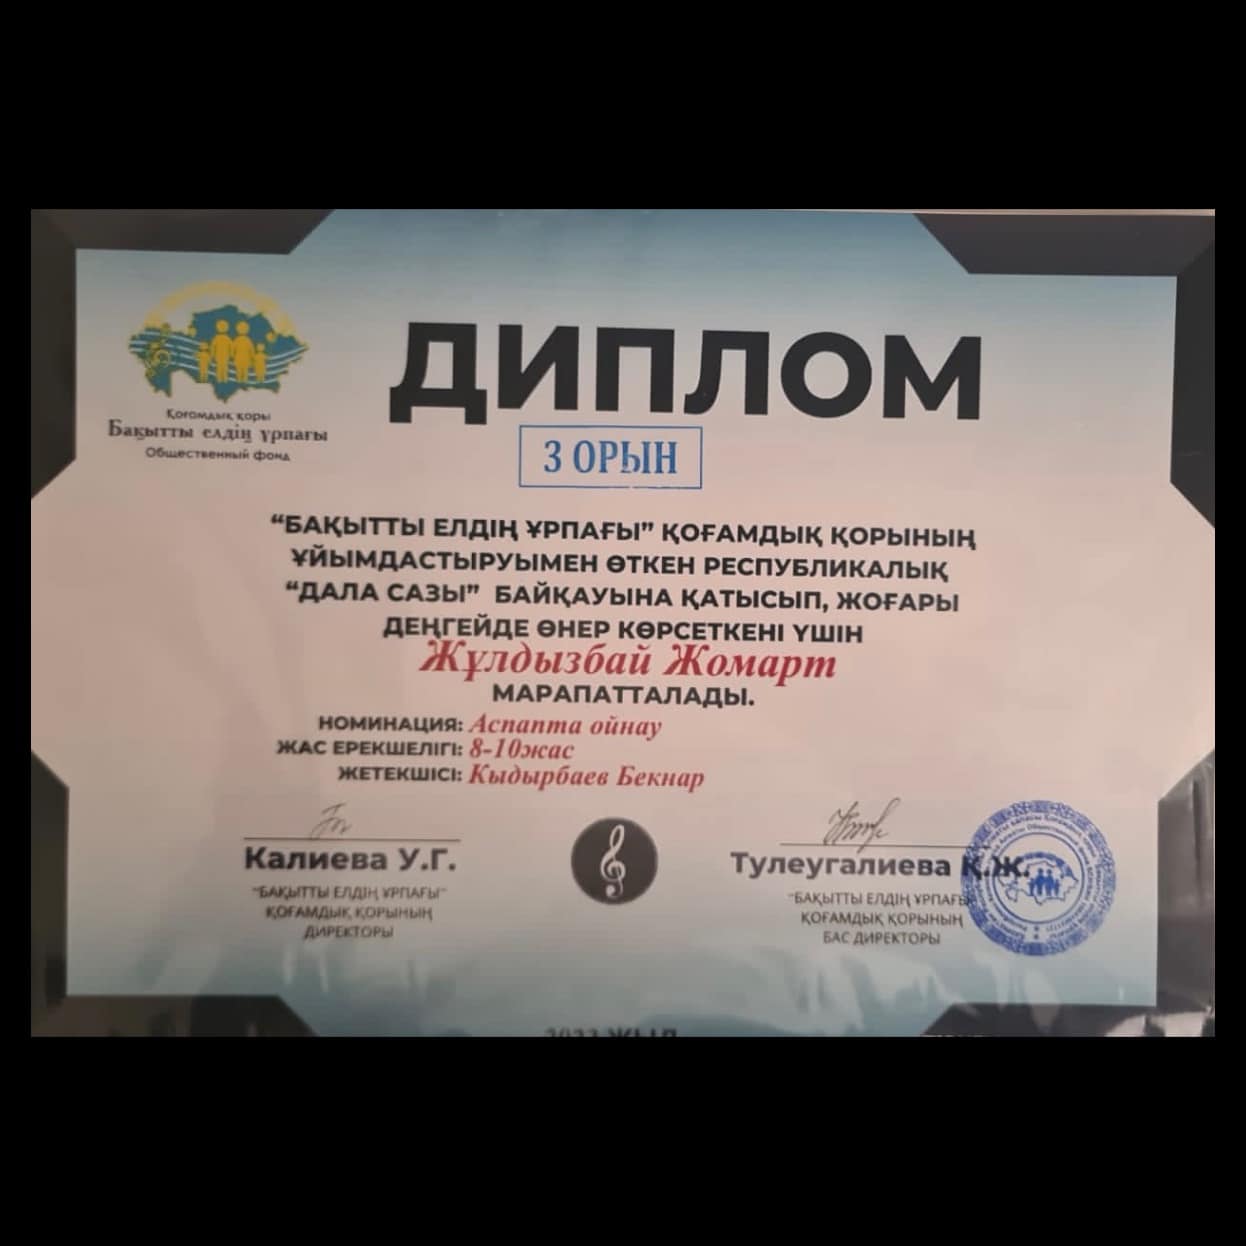 Қоғамдық қоры
Бақытты елдің ұрпағы
Общественный фонд
ДИПЛОМ
3 ОРЫН
“БАҚЫТТЫ ЕЛДІҢ ҰРПАҒЫ” ҚОҒАМДЫҚ ҚОРЫНЫҢ
ҰЙЫМДАСТЫРУЫМЕН ӨТКЕН РЕСПУБЛИКАЛЫҚ
“ДАЛА САЗЫ” БАЙҚАУЫНА ҚАТЫСЫП, ЖОҒАРЫ
ДЕҢГЕЙДЕ ӨНЕР КӨРСЕТКЕНІ ҮШІН
Жұлдызбай Жомарт
МАРАПАТТАЛАДЫ.
НОМИНАЦИЯ: Аспапта ойнау
ЖАС ЕРЕКШЕЛІГІ: 8-10жас
ЖЕТЕКШІСІ: Кыдырбаев Бекнар
Калиева У.Г.
“БАҚЫТТЫ ЕЛДІҢ ҰРПАҒЫ”
ҚОҒАМДЫҚ ҚОРЫНЫҢ
ДИРЕКТОРЫ
Тулеугалиева Қ.Ж.
“БАҚЫТТЫ ЕЛДІҢ ҰРПАҒЫ
ҚОҒАМДЫҚ ҚОРЫНЫҢ
БАС ДИРЕКТОРЫ
ЖЫЛ